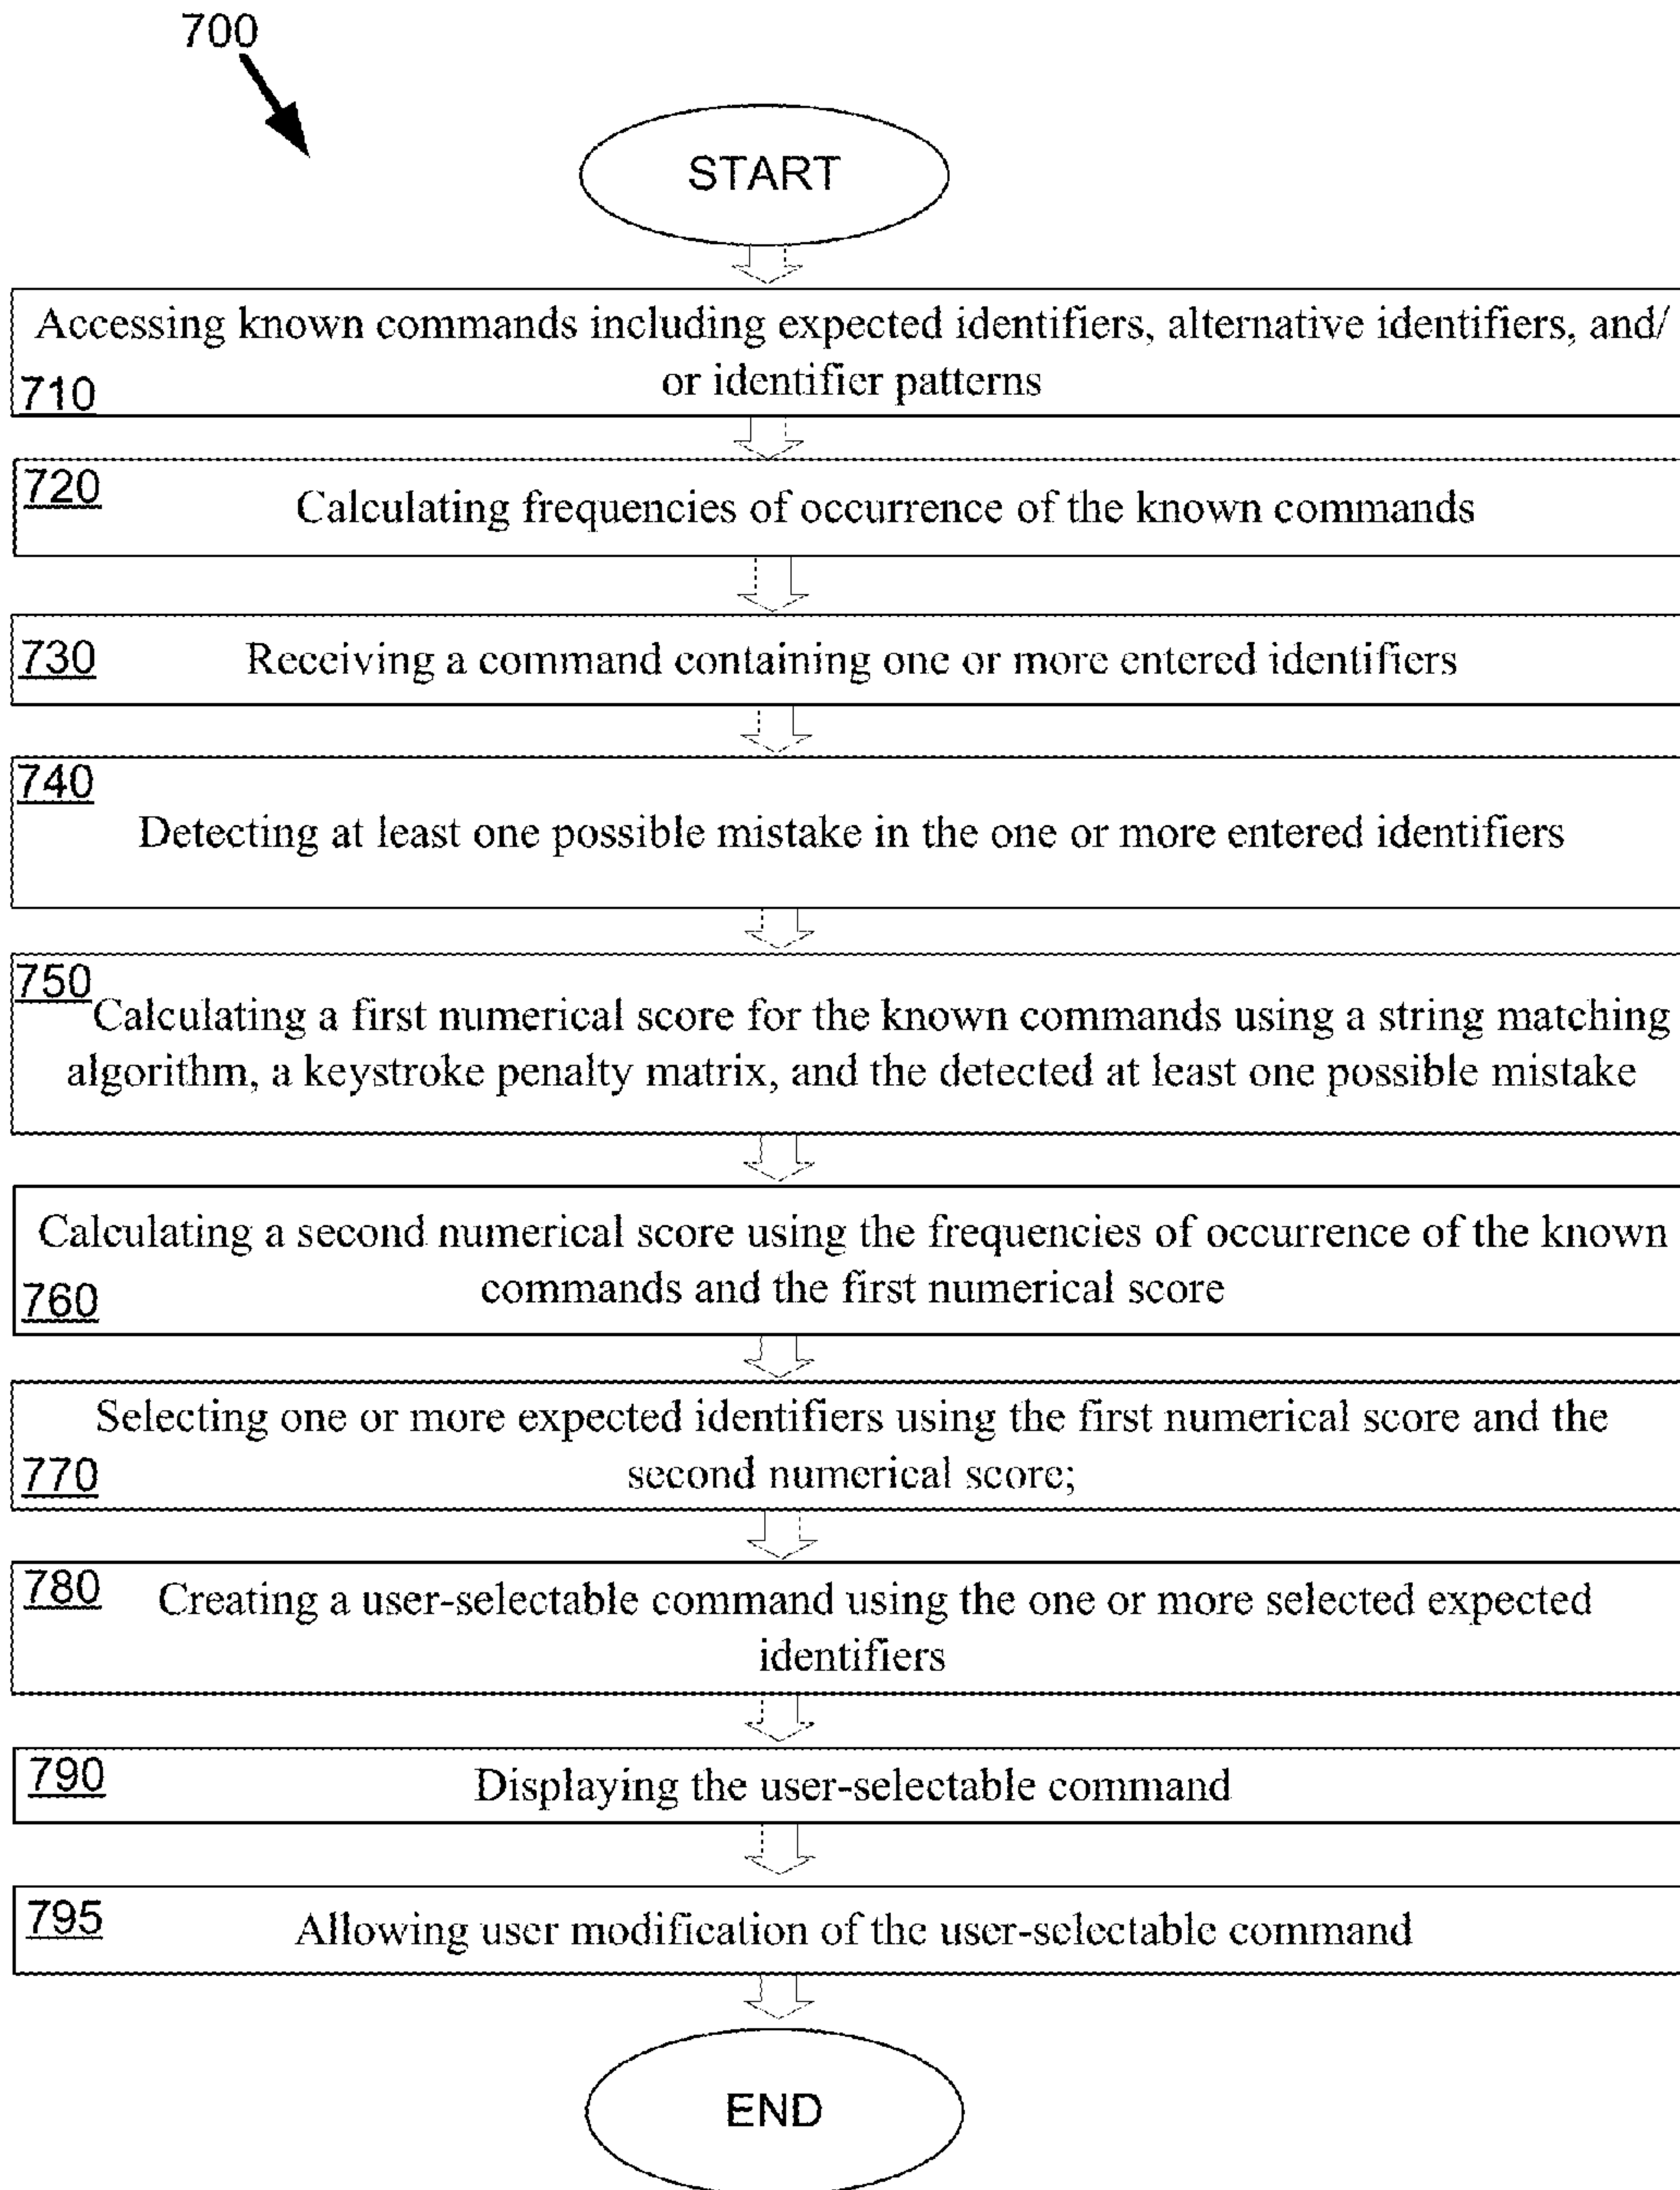 700
START
Accessing known commands including expected identifiers, alternative identifiers, and/
or identifier patterns
710
720
Calculating frequencies of occurrence of the known commands
730
Receiving a command containing one or more entered identifiers
740
Detecting at least one possible mistake in the one or more entered identifiers
750
Calculating a first numerical score for the known commands using a string matching
algorithm, a keystroke penalty matrix, and the detected at least one possible mistake
Calculating a second numerical score using the frequencies of occurrence of the known
commands and the first numerical score
760
Selecting one or more expected identifiers using the first numerical score and the
second numerical score;
770
780
Creating a user-selectable command using the one or more selected expected
identifiers
790
Displaying the user-selectable command
795
Allowing user modification of the user-selectable command
END